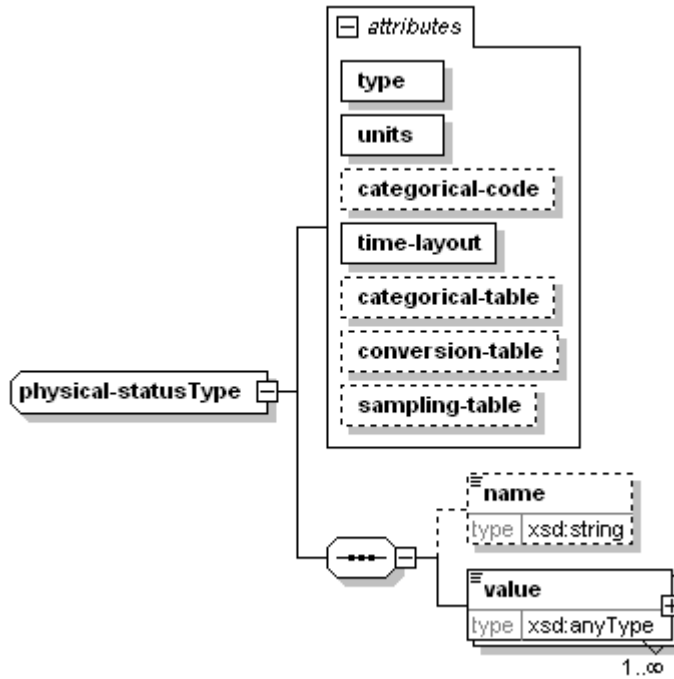 attributes
type
units
categorical-code
time-layout
categorical-table
conversion-table
sampling-table
physical-statusType
name
type xsd:string
value
type xsd:anyType
1..∞